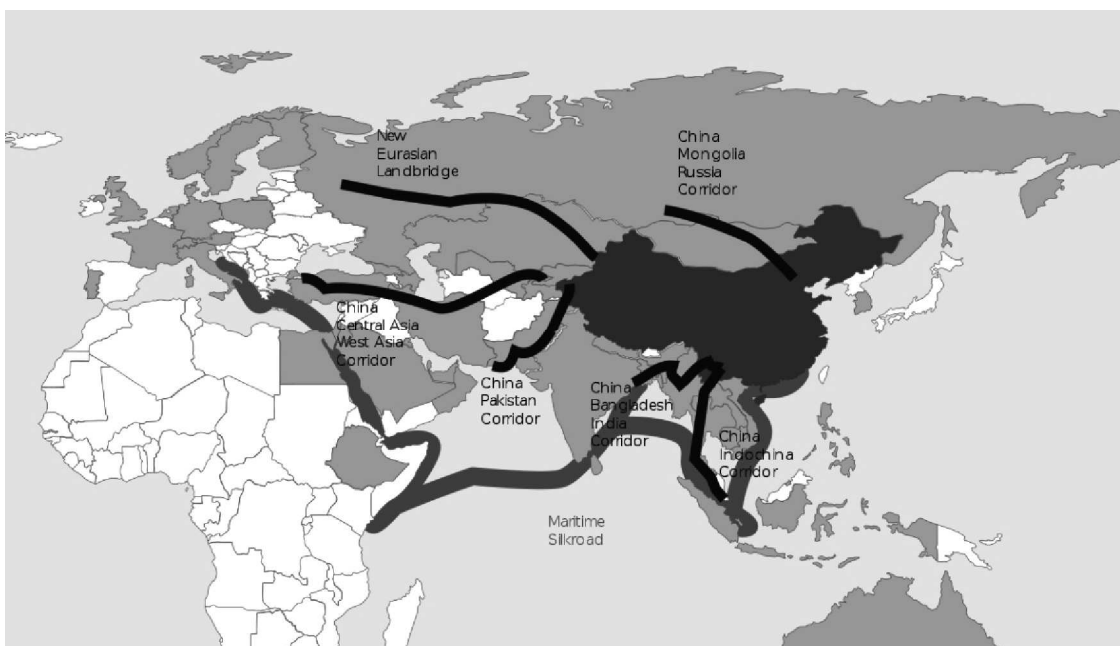 New
Eurasian
Landbridge
China
Mongolia
Russia
Corridor
China
Central Asia
West Asia
Corridor
China
Pakistan
Corridor
China
Bangladesh
India
Corridor
China
Indochina
Corridor
Maritime
Silkroad